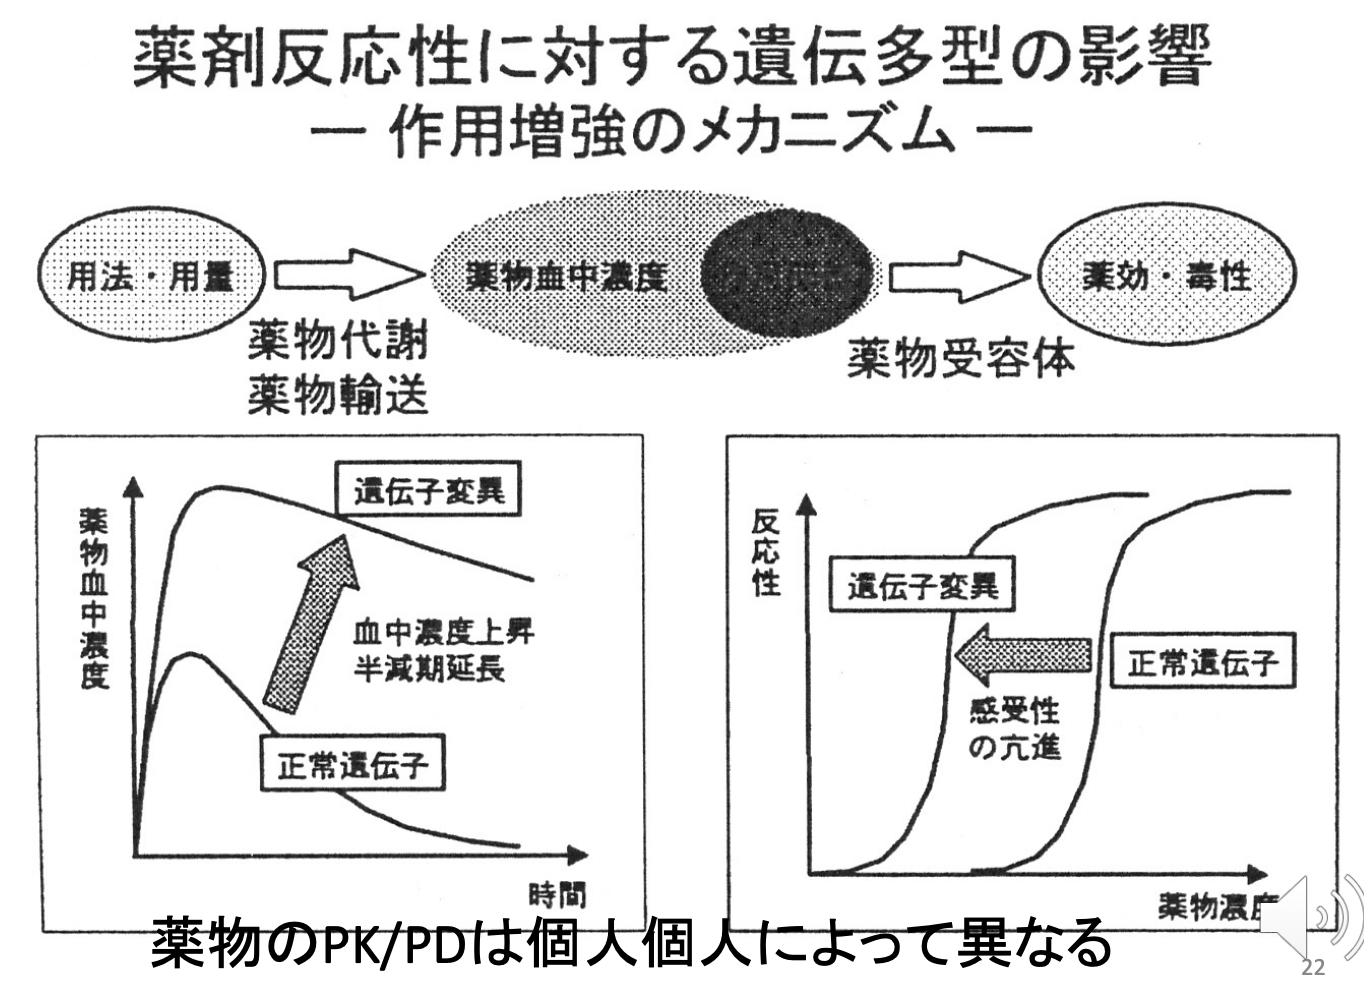 薬剤反応性に対する遺伝多型の影響
― 作用増強のメカニズム ―
用法・用量
薬物血中濃度
薬効・毒性
薬物代謝
薬物輸送
薬物受容体
薬物血中濃度
遺伝子変異
血中濃度上昇
半減期延長
正常遺伝子
時間
反応性
遺伝子変異
正常遺伝子
感受性
の亢進
薬物濃度
薬物のPK/PDは個人個人によって異なる
22